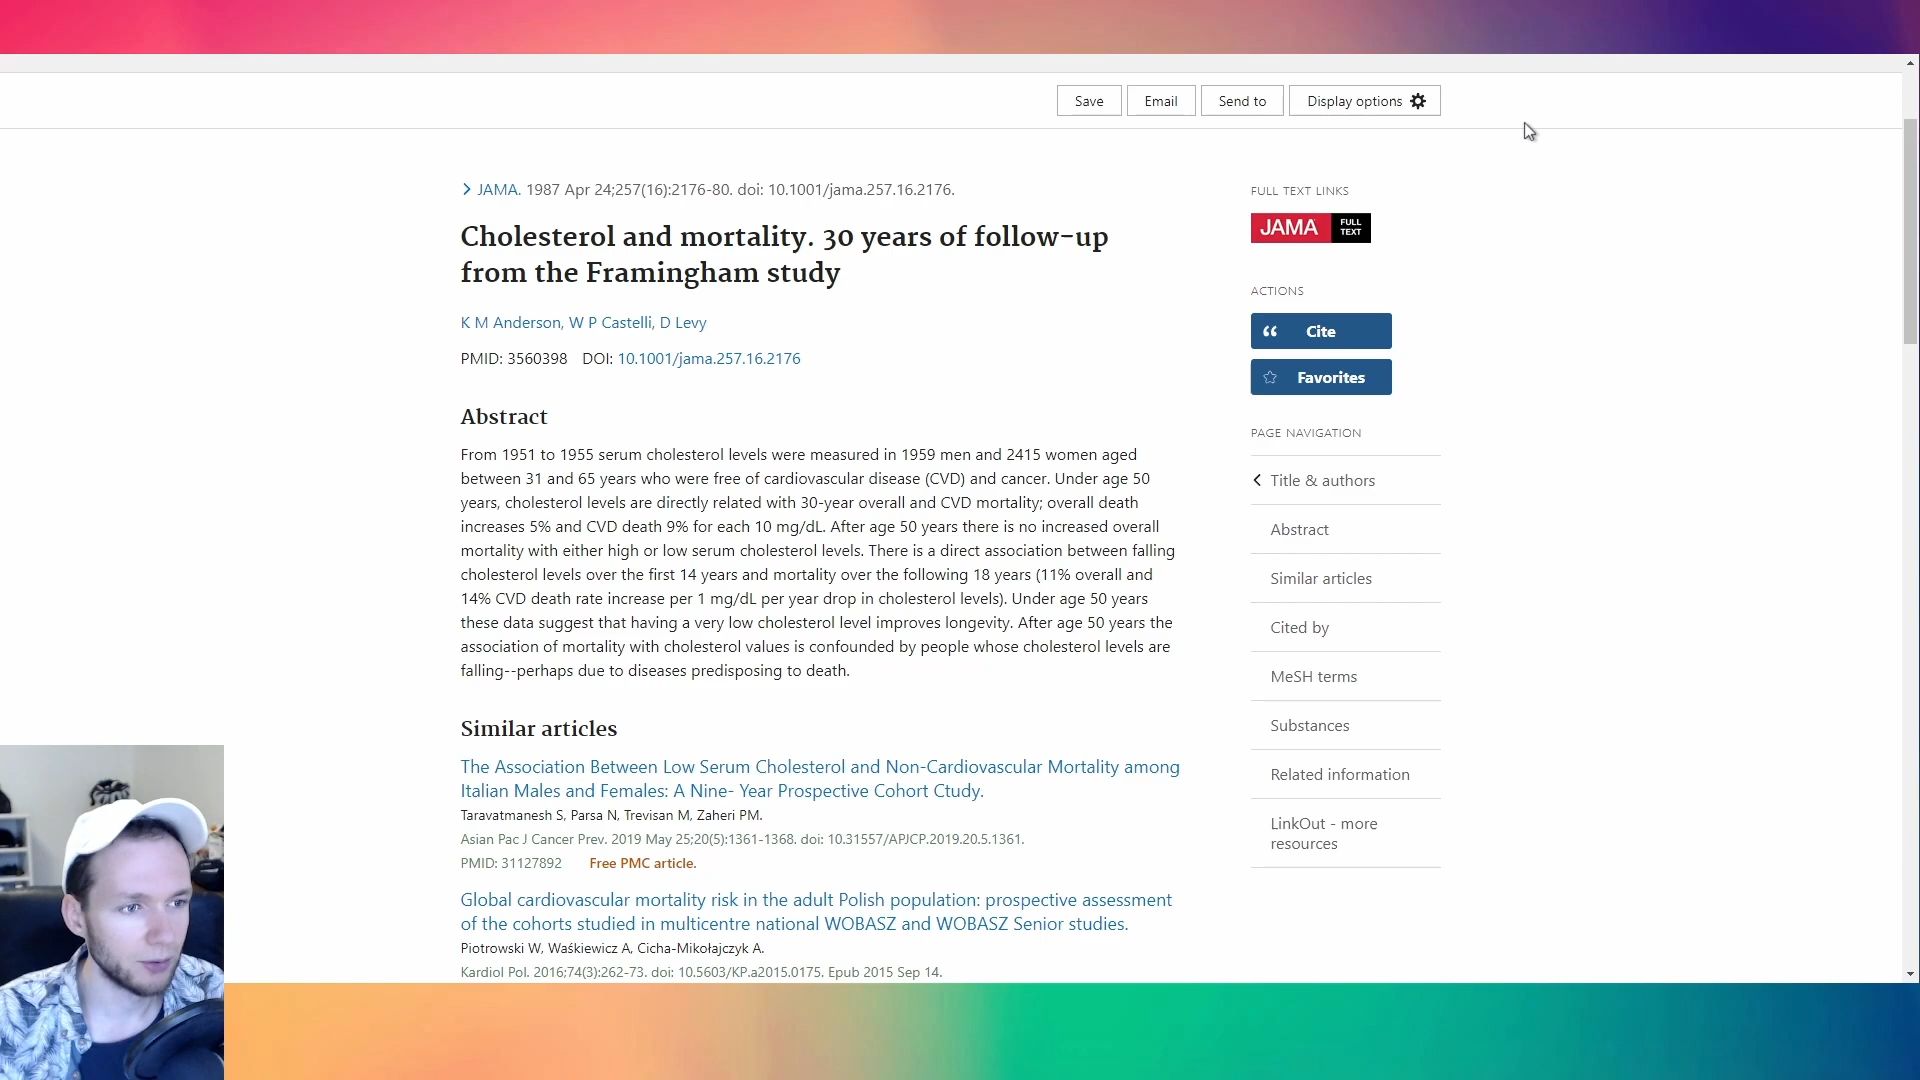 Save
Email
Send to
Display options
JAMA. 1987 Apr 24;257(16):2176-80. doi: 10.1001/jama.257.16.2176.
Cholesterol and mortality. 30 years of follow-up
from the Framingham study
K M Anderson, W P Castelli, D Levy
PMID: 3560398 DOI: 10.1001/jama.257.16.2176
Abstract
From 1951 to 1955 serum cholesterol levels were measured in 1959 men and 2415 women aged
between 31 and 65 years who were free of cardiovascular disease (CVD) and cancer. Under age 50
years, cholesterol levels are directly related with 30-year overall and CVD mortality; overall death
increases 5% and CVD death 9% for each 10 mg/dL. After age 50 years there is no increased overall
mortality with either high or low serum cholesterol levels. There is a direct association between falling
cholesterol levels over the first 14 years and mortality over the following 18 years (11% overall and
14% CVD death rate increase per 1 mg/dL per year drop in cholesterol levels). Under age 50 years
these data suggest that having a very low cholesterol level improves longevity. After age 50 years the
association of mortality with cholesterol values is confounded by people whose cholesterol levels are
falling--perhaps due to diseases predisposing to death.
Similar articles
The Association Between Low Serum Cholesterol and Non-Cardiovascular Mortality among
Italian Males and Females: A Nine- Year Prospective Cohort Ctudy.
Taravatmanesh S, Parsa N, Trevisan M, Zaheri PM.
Asian Pac J Cancer Prev. 2019 May 25;20(5):1361-1368. doi: 10.31557/APJCP.2019.20.5.1361.
PMID: 31127892 Free PMC article.
Global cardiovascular mortality risk in the adult Polish population: prospective assessment
of the cohorts studied in multicentre national WOBASZ and WOBASZ Senior studies.
Piotrowski W, Waśkiewicz A, Cicha-Mikołajczyk A.
Kardiol Pol. 2016;74(3):262-73. doi: 10.5603/KP.a2015.0175. Epub 2015 Sep 14.
FULL TEXT LINKS
JAMA FULL
TEXT
ACTIONS
Cite
Favorites
PAGE NAVIGATION
Title & authors
Abstract
Similar articles
Cited by
MeSH terms
Substances
Related information
LinkOut - more
resources